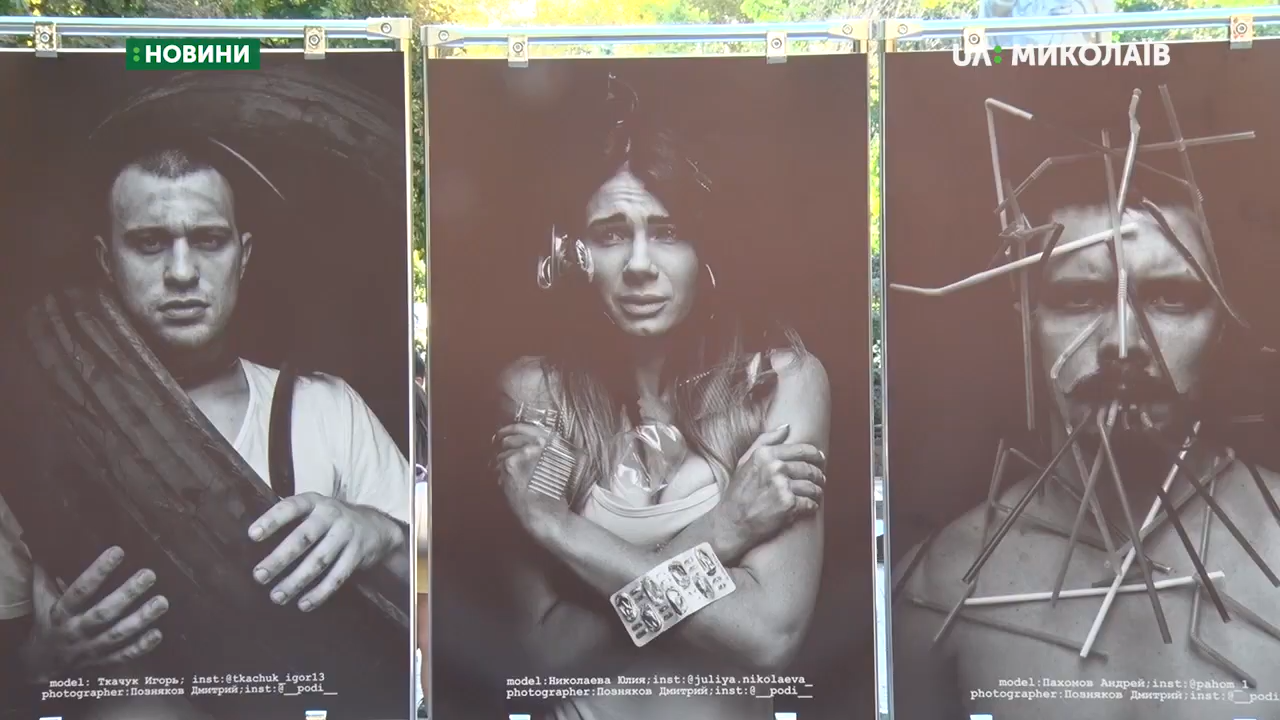 :НОВИНИ
UA: МИКОЛАЇВ
model: Ткачук Игорь; inst:@tkachuk_igor13
photographer:Позняков Дмитрий;inst:@__podi__
model:Николаева Юлия;inst:@juliya.nikolaeva_
photographer:Позняков Дмитрий;inst:@__podi__
model:Пахомов Андрей;inst:@pahom_1
photographer:Позняков Дмитрий;inst:@__podi